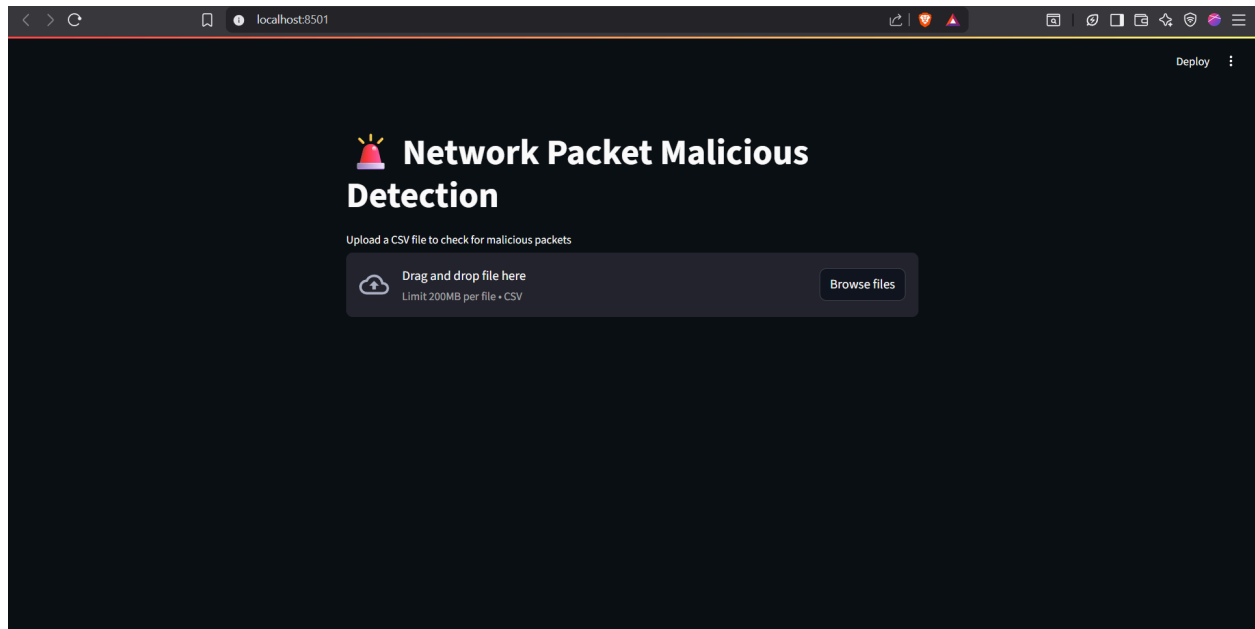 localhost:8501
Deploy
🚨 Network Packet Malicious
Detection
Upload a CSV file to check for malicious packets
Drag and drop file here
Limit 200MB per file • CSV
Browse files